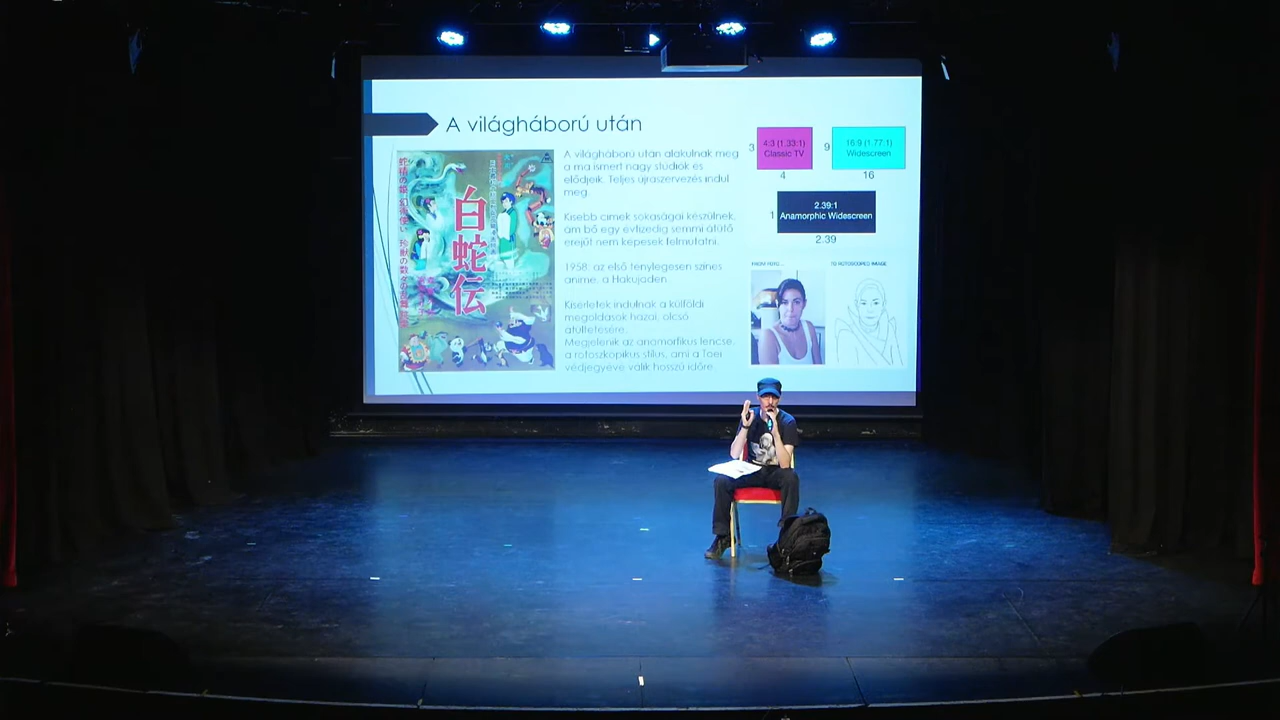 A világháború után
A világháború után alakulnak meg
a ma ismert nagy stúdiók és
elődjeik. Teljes újraszervezés indul
meg.
Kisebb címek sokaságai készülnek,
ám bő egy évtizedig semmi átütő
erejűt nem képesek felmutatni.
1958: az első ténylegesen színes
anime, a Hakujaden
Kísérletek indulnak a külföldi
megoldások hazai, olcsó
átültetésére.
Megjelenik az anamorfikus lencse,
a rotoszkópikus stílus, ami a Toei
védjegyévé válik hosszú időre.
白蛇伝
3
4:3 (1.33:1)
Classic TV
4
9
16:9 (1.77:1)
Widescreen
16
1
2.39:1
Anamorphic Widescreen
2.39
TO ROTOSCOPED IMAGE